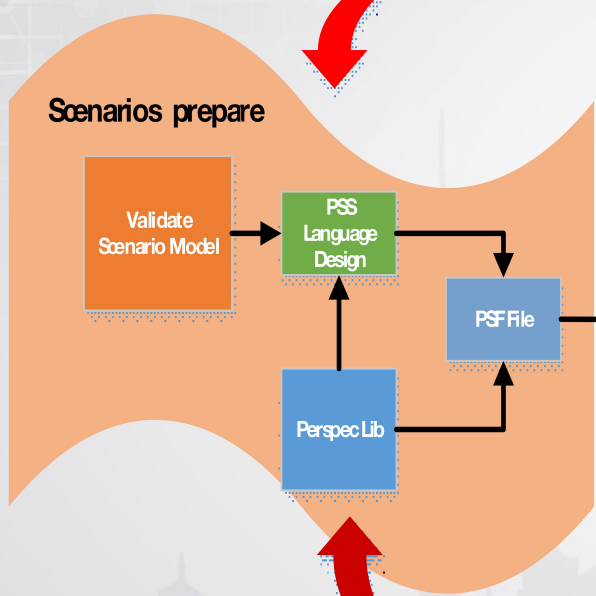 Scenarios prepare
Validate
Scenario Model
PSS
Language
Design
PSF File
Perspec Lib